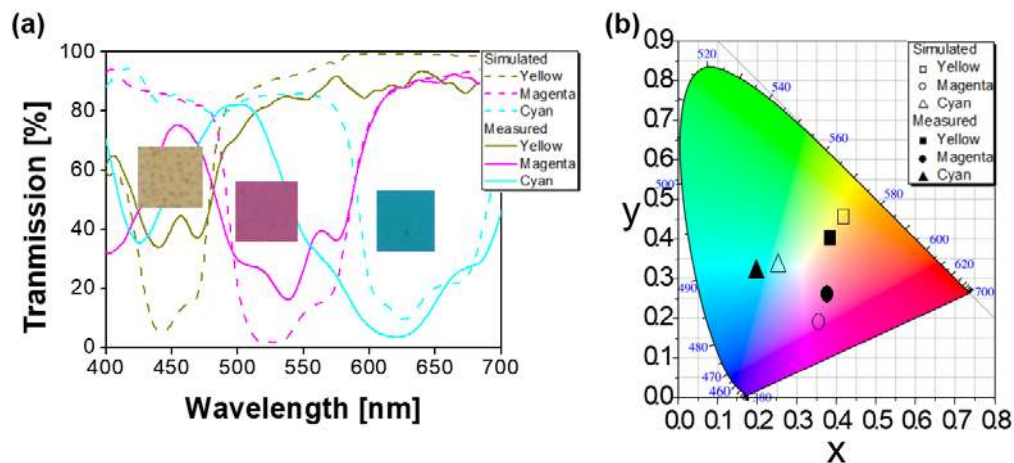 (a)
Tranmission [%]
100
80
60
40
20
0
400
450
500
550
600
650
700
Wavelength [nm]
Simulated
Yellow
Magenta
Cyan
Measured
Yellow
Magenta
Cyan
(b)
y
0.9
0.8
0.7
0.6
0.5
0.4
0.3
0.2
0.1
0.0
0.0
0.1
0.2
0.3
0.4
0.5
0.6
0.7
0.8
x
520
540
560
580
600
620
700
500
490
480
470
460
Simulated
Yellow
Magenta
Cyan
Measured
Yellow
Magenta
Cyan